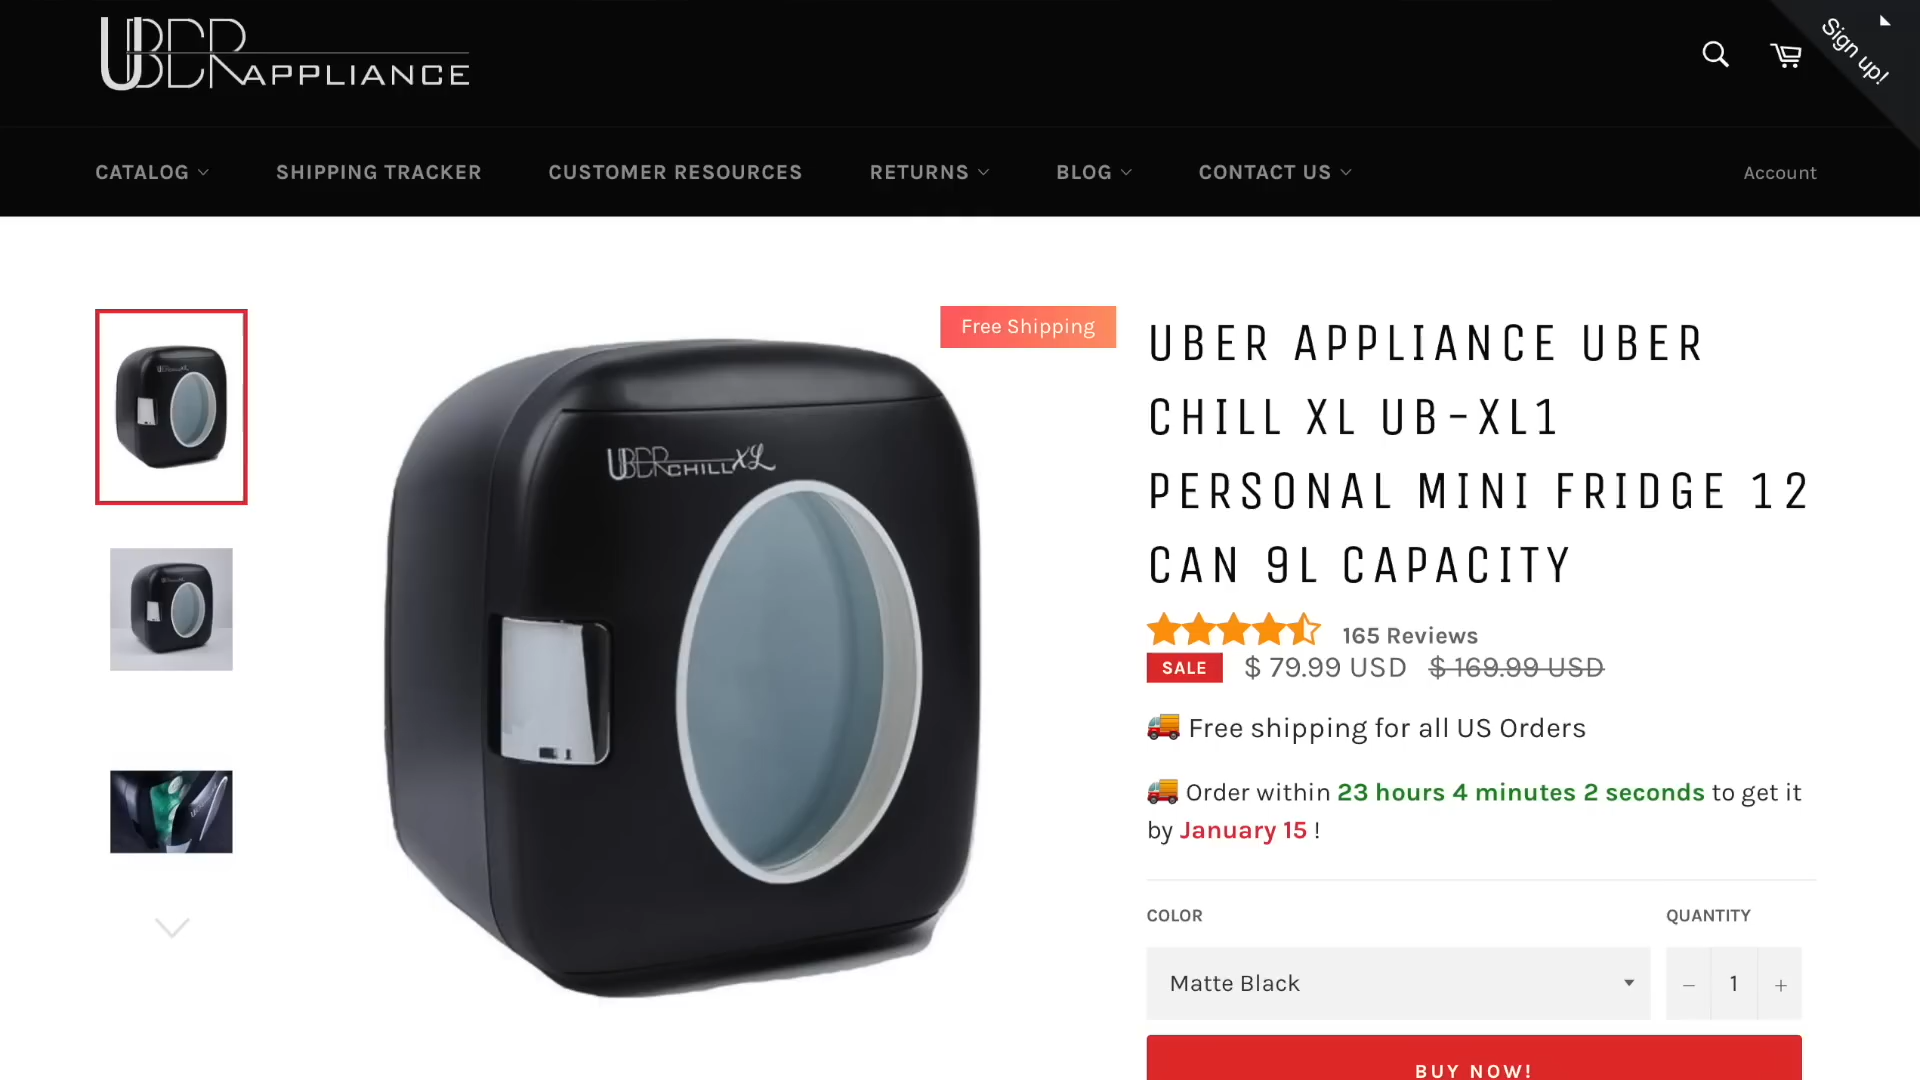 UBER APPLIANCE
Sign up!
CATALOG
SHIPPING TRACKER
CUSTOMER RESOURCES
RETURNS
BLOG
CONTACT US
Account
Free Shipping
UBER CHILL XL
UBER APPLIANCE UBER
CHILL XL UB-XL1
PERSONAL MINI FRIDGE 12
CAN 9L CAPACITY
165 Reviews
SALE $ 79.99 USD $ 169.99 USD
Free shipping for all US Orders
Order within 23 hours 4 minutes 2 seconds to get it
by January 15 !
COLOR
QUANTITY
Matte Black
− 1 +
BUY NOW!